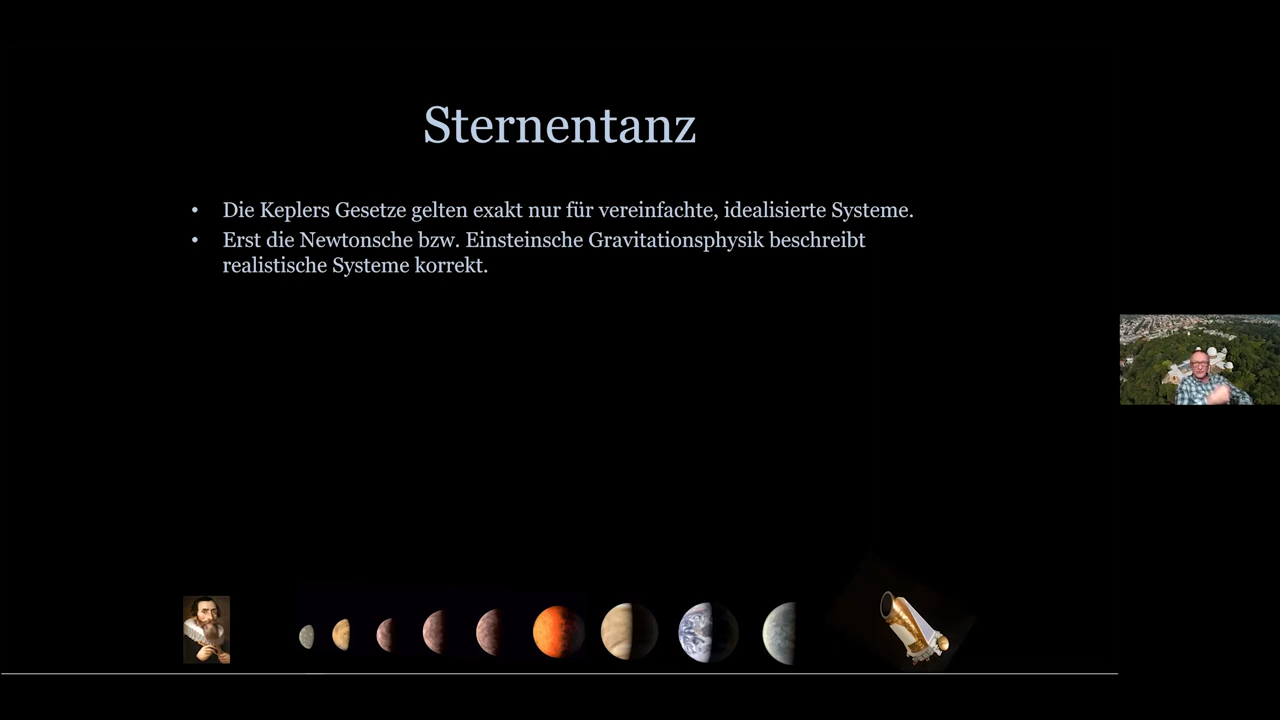 Sternentanz
• Die Keplers Gesetze gelten exakt nur für vereinfachte, idealisierte Systeme.
• Erst die Newtonsche bzw. Einsteinsche Gravitationsphysik beschreibt
realistische Systeme korrekt.